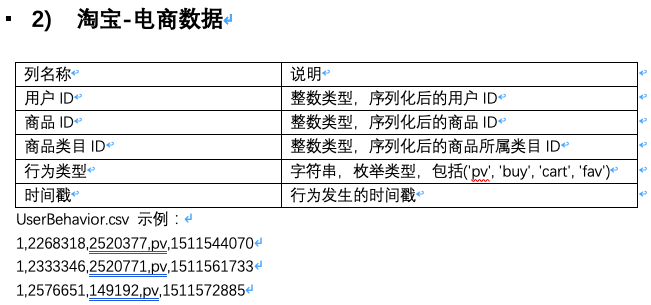 2) 淘宝-电商数据
列名称 说明
用户 ID 整数类型，序列化后的用户 ID
商品 ID 整数类型，序列化后的商品 ID
商品类目 ID 整数类型，序列化后的商品所属类目 ID
行为类型 字符串，枚举类型，包括('pv', 'buy', 'cart', 'fav')
时间戳 行为发生的时间戳
UserBehavior.csv 示例：
1,2268318,2520377,pv,1511544070
1,2333346,2520771,pv,1511561733
1,2576651,149192,pv,1511572885